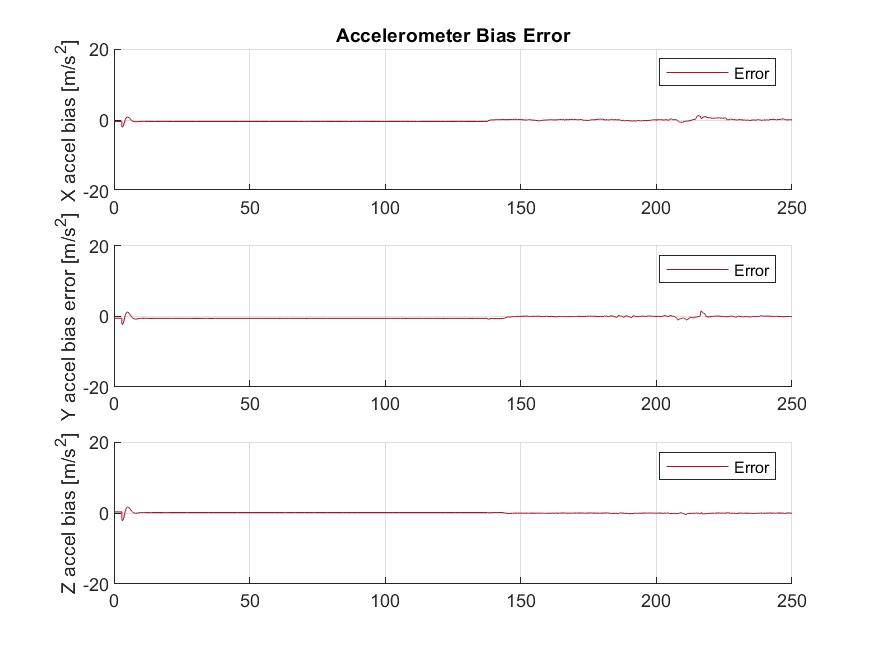 Accelerometer Bias Error
X accel bias [m/s²]
20
0
-20
Error
0 50 100 150 200 250
Y accel bias error [m/s²]
20
0
-20
Error
0 50 100 150 200 250
Z accel bias [m/s²]
20
0
-20
Error
0 50 100 150 200 250